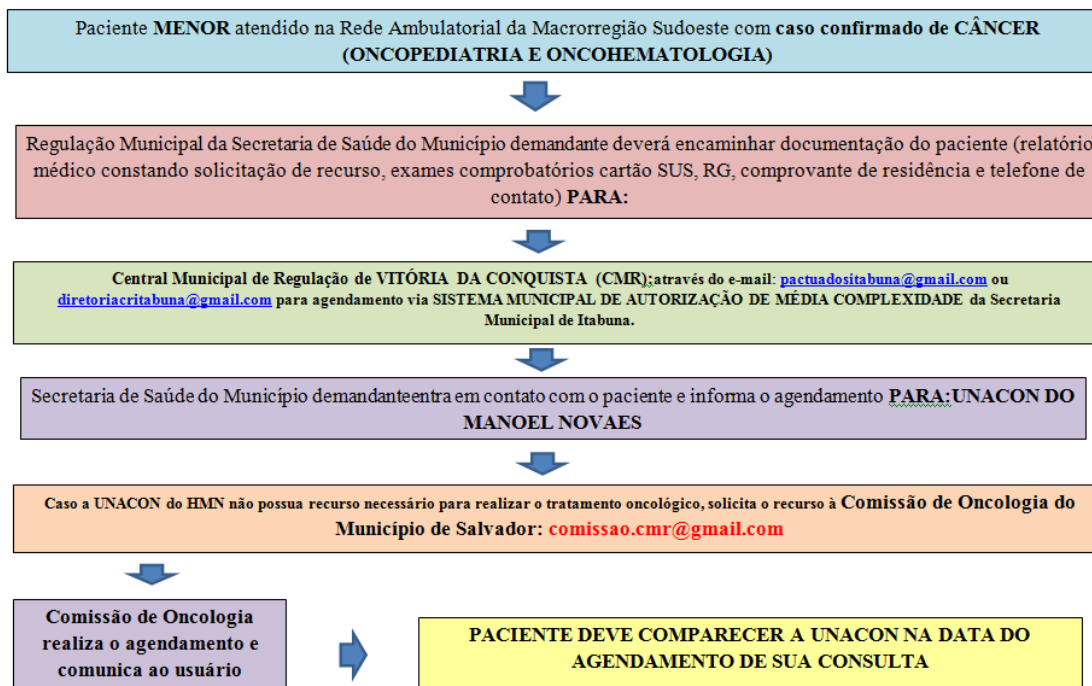 Paciente MENOR atendido na Rede Ambulatorial da Macrorregião Sudoeste com caso confirmado de CÂNCER
(ONCOPEDIATRIA E ONCOHEMATOLOGIA)
Regulação Municipal da Secretaria de Saúde do Município demandante deverá encaminhar documentação do paciente (relatório
médico constando solicitação de recurso, exames comprobatórios cartão SUS, RG, comprovante de residência e telefone de
contato) PARA:
Central Municipal de Regulação de VITÓRIA DA CONQUISTA (CMR);através do e-mail: pactuadositabuna@gmail.com ou
diretoriacritabuna@gmail.com para agendamento via SISTEMA MUNICIPAL DE AUTORIZAÇÃO DE MÉDIA COMPLEXIDADE da Secretaria
Municipal de Itabuna.
Secretaria de Saúde do Município demandanteentra em contato com o paciente e informa o agendamento PARA:UNACON DO
MANOEL NOVAES
Caso a UNACON do HMN não possua recurso necessário para realizar o tratamento oncológico, solicita o recurso à Comissão de Oncologia do
Município de Salvador: comissao.cmr@gmail.com
Comissão de Oncologia
realiza o agendamento e
comunica ao usuário
PACIENTE DEVE COMPARECER A UNACON NA DATA DO
AGENDAMENTO DE SUA CONSULTA